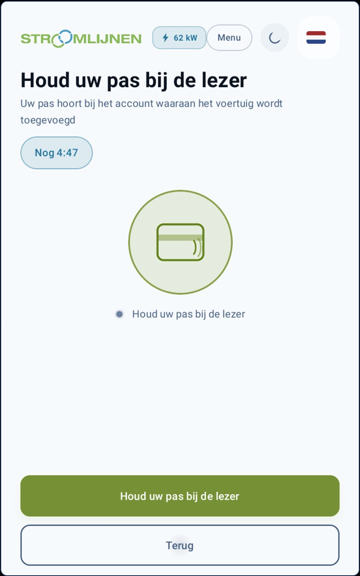 STROOMLIJNEN
62 kW
Menu
Houd uw pas bij de lezer
Uw pas hoort bij het account waaraan het voertuig wordt
toegevoegd
Nog 4:47
Houd uw pas bij de lezer
Houd uw pas bij de lezer
Terug